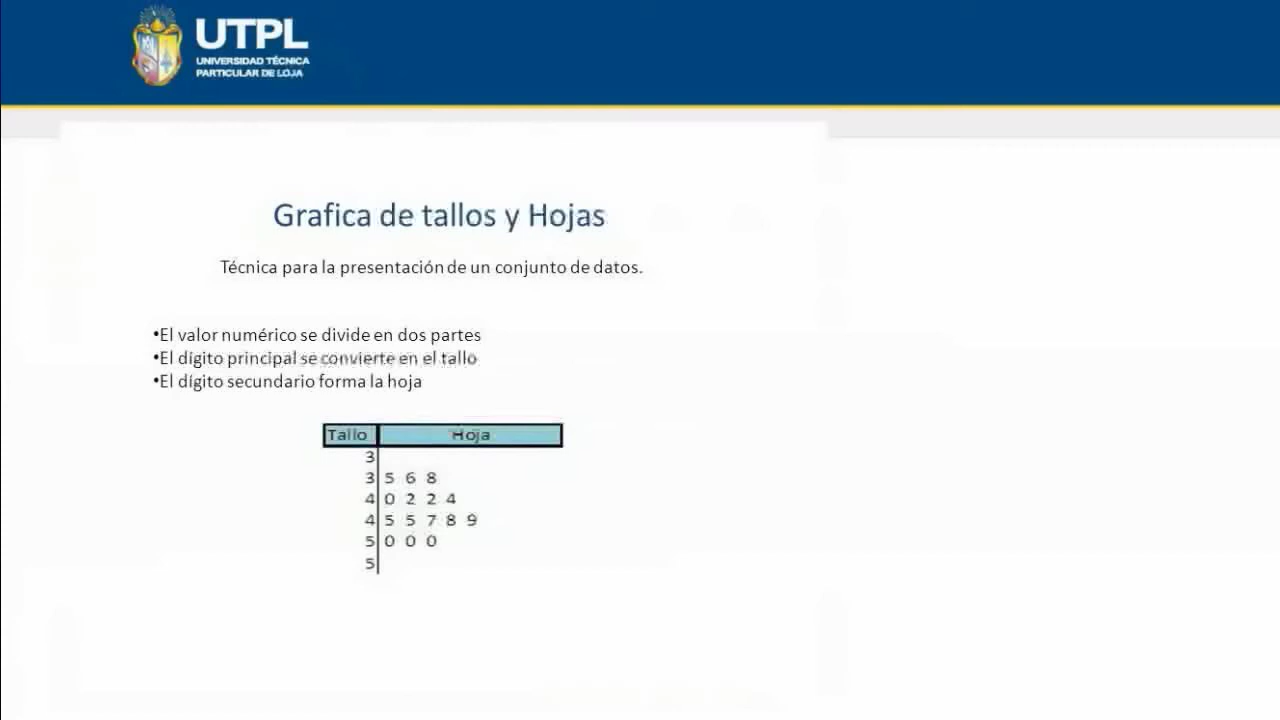 UTPL
UNIVERSIDAD TÉCNICA
PARTICULAR DE LOJA
Grafica de tallos y Hojas
Técnica para la presentación de un conjunto de datos.
•El valor numérico se divide en dos partes
•El dígito principal se convierte en el tallo
•El dígito secundario forma la hoja
Tallo Hoja
3
3 5 6 8
4 0 2 2 4
4 5 5 7 8 9
5 0 0 0
5